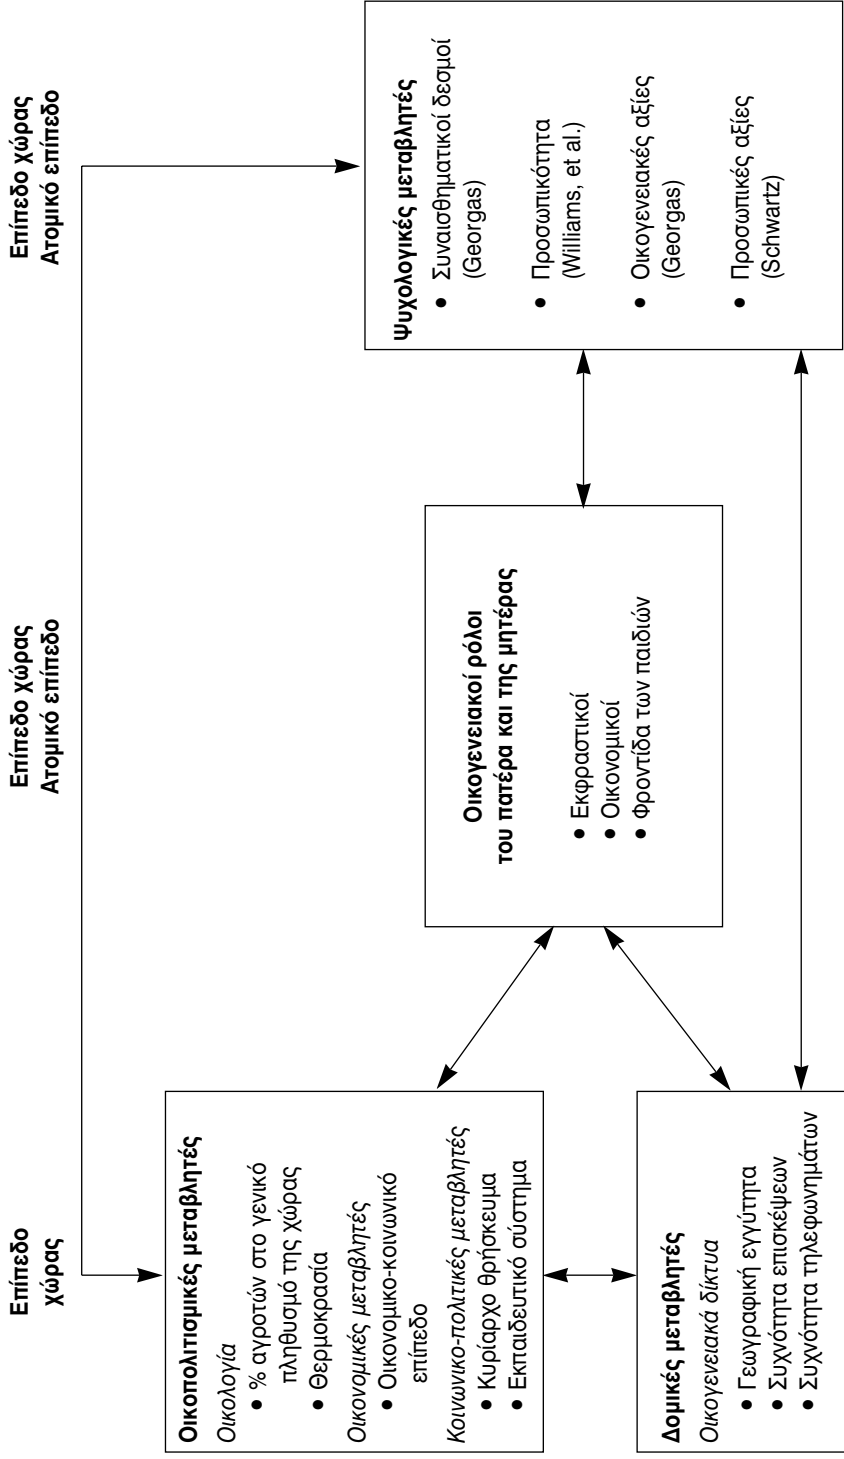 Επίπεδο
χώρας
Επίπεδο χώρας
Ατομικό επίπεδο
Επίπεδο χώρας
Ατομικό επίπεδο
Οικοπολιτισμικές μεταβλητές
Οικολογία
● % αγροτών στο γενικό
πληθυσμό της χώρας
● Θερμοκρασία
Οικονομικές μεταβλητές
● Οικονομικο-κοινωνικό
επίπεδο
Κοινωνικο-πολιτικές μεταβλητές
● Κυρίαρχο θρήσκευμα
● Εκπαιδευτικό σύστημα
Δομικές μεταβλητές
Οικογενειακά δίκτυα
● Γεωγραφική εγγύτητα
● Συχνότητα επισκέψεων
● Συχνότητα τηλεφωνημάτων
Οικογενειακοί ρόλοι
του πατέρα και της μητέρας
● Εκφραστικοί
● Οικονομικοί
● Φροντίδα των παιδιών
Ψυχολογικές μεταβλητές
● Συναισθηματικοί δεσμοί
(Georgas)
● Προσωπικότητα
(Williams, et al.)
● Οικογενειακές αξίες
(Georgas)
● Προσωπικές αξίες
(Schwartz)